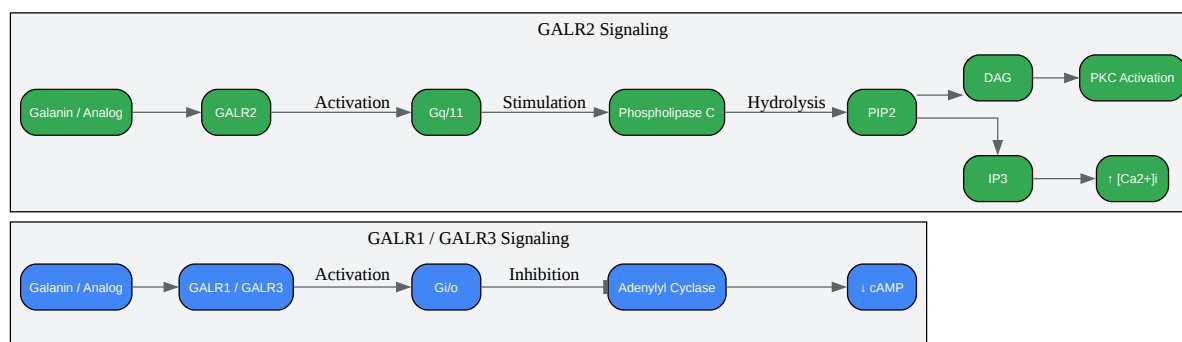 GALR2 Signaling
Galanin / Analog
GALR2
Activation
Gq/11
Stimulation
Phospholipase C
Hydrolysis
PIP2
DAG
PKC Activation
IP3
↑ [Ca2+]i
GALR1 / GALR3 Signaling
Galanin / Analog
GALR1 / GALR3
Activation
Gi/o
Inhibition
Adenylyl Cyclase
↓ cAMP